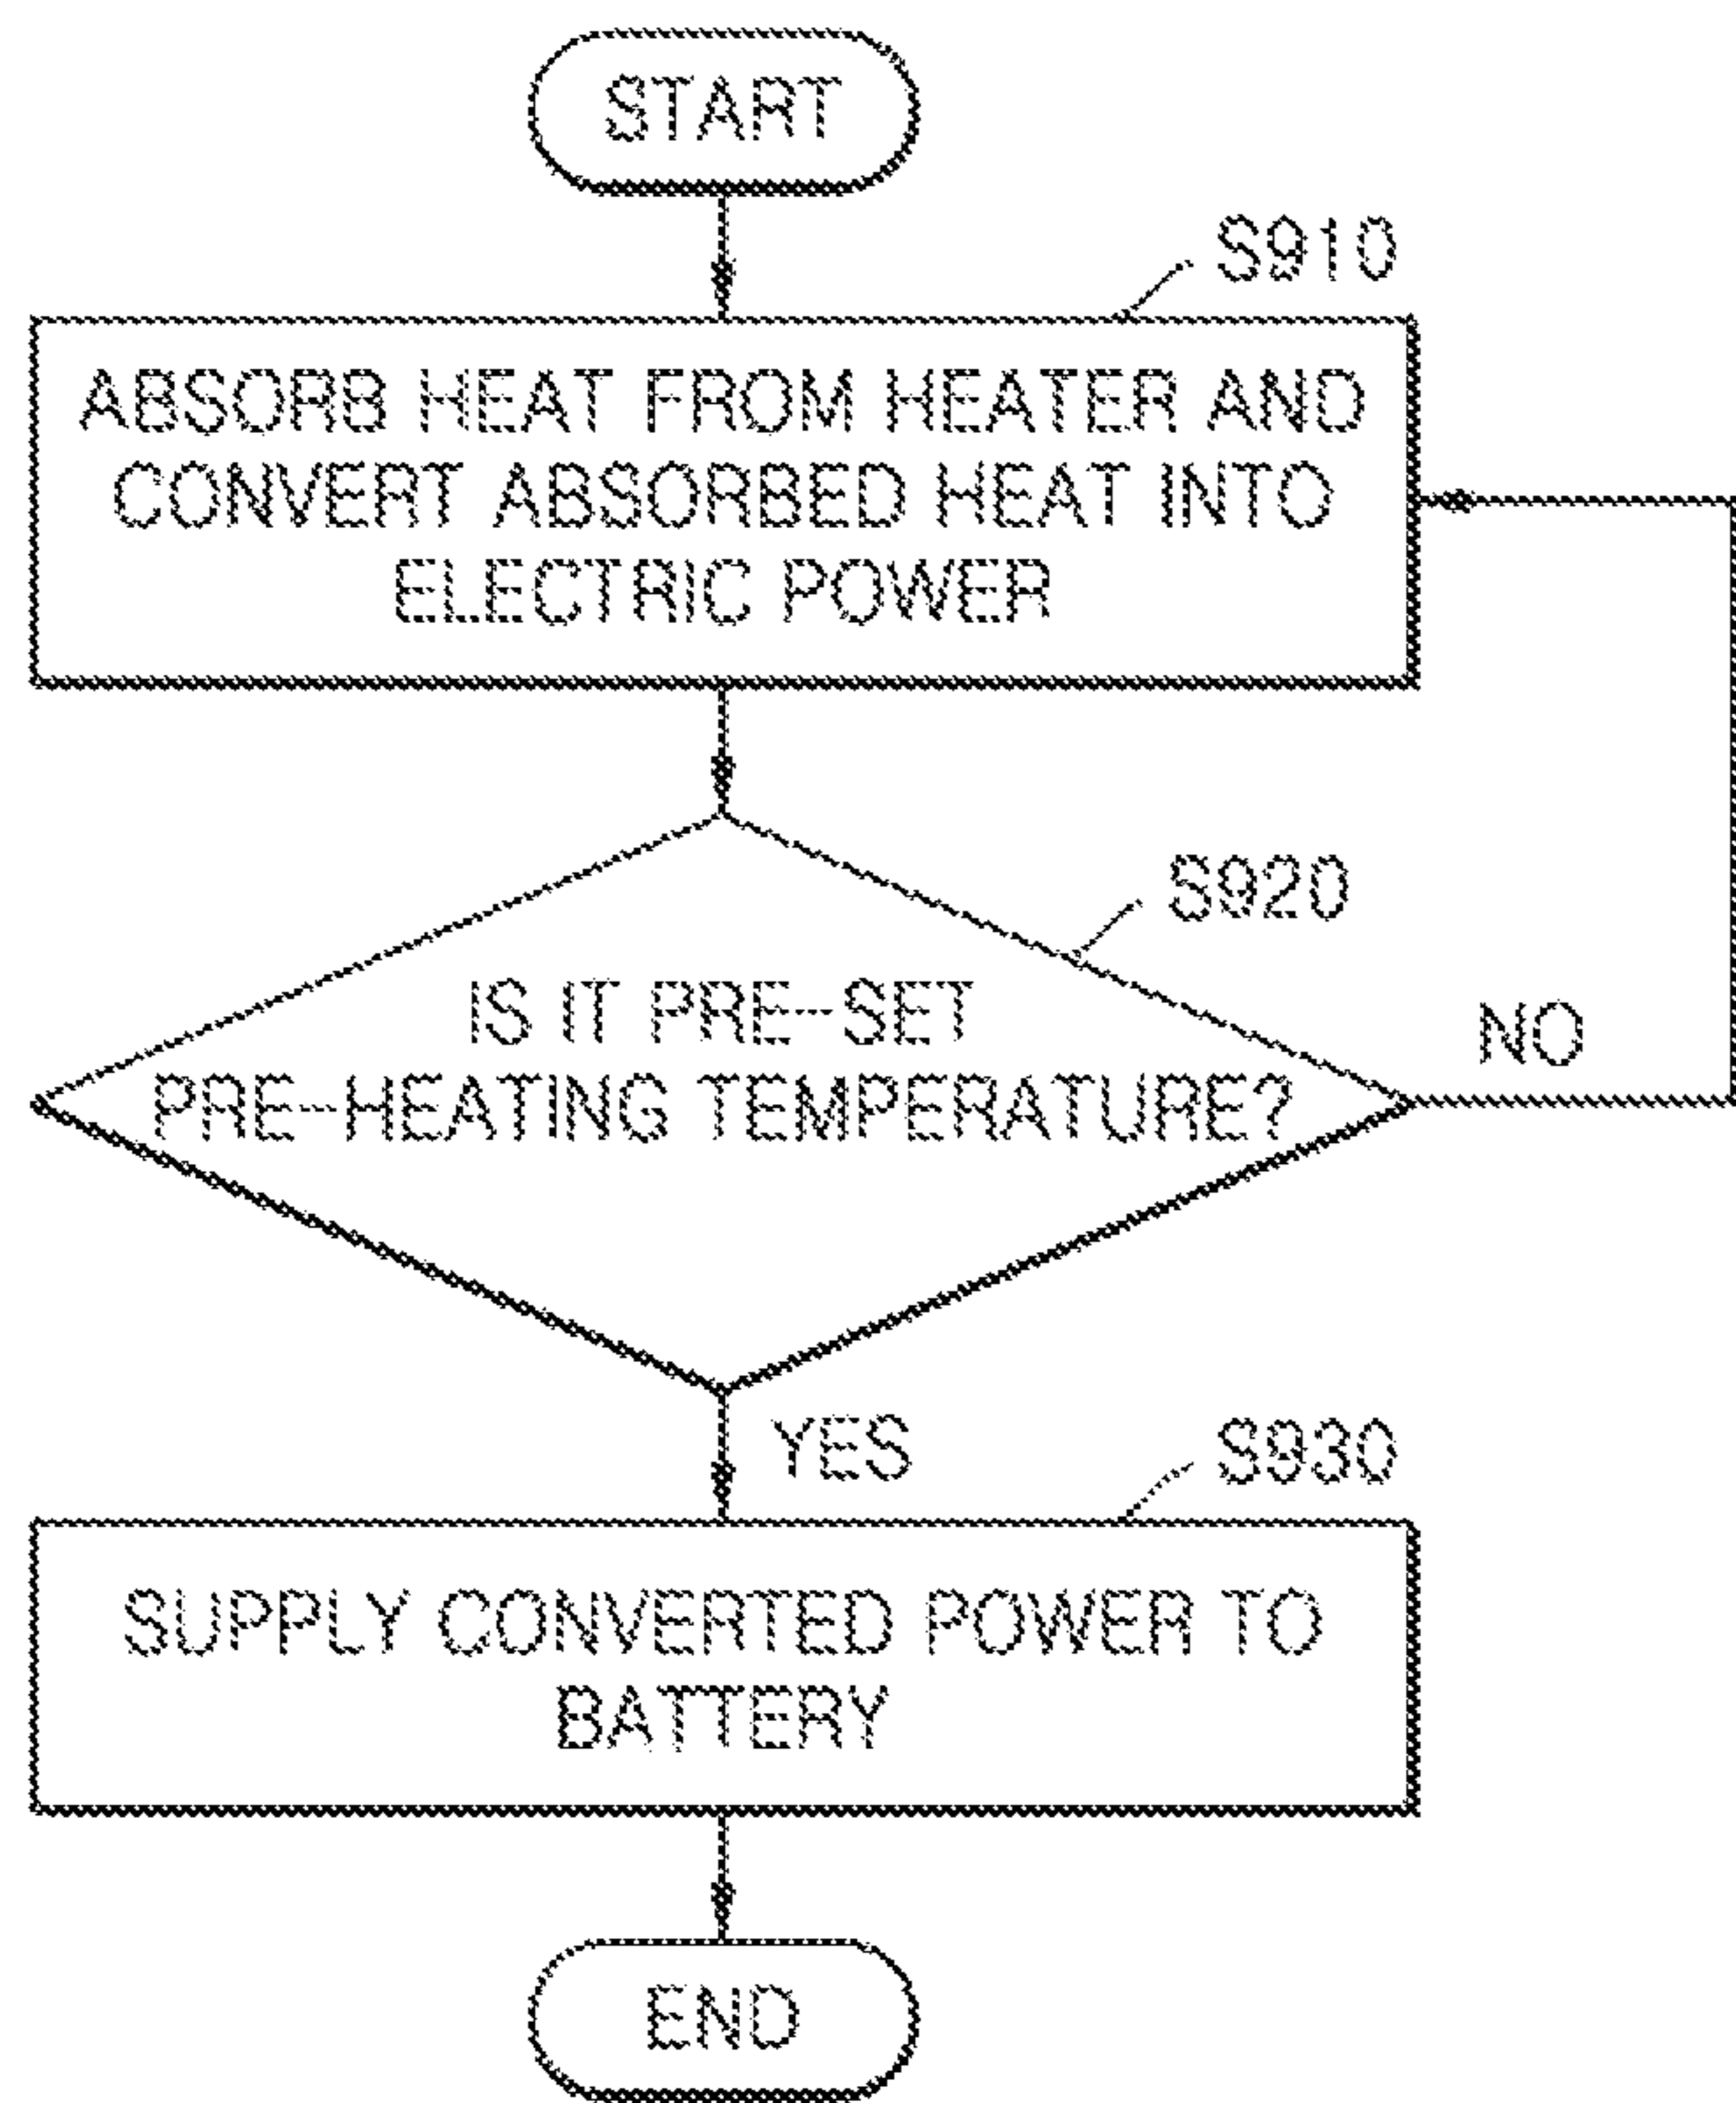 START
S910
ABSORB HEAT FROM HEATER AND
CONVERT ABSORBED HEAT INTO
ELECTRIC POWER
S920
IS IT PRE-SET
PRE-HEATING TEMPERATURE?
NO
YES
S930
SUPPLY CONVERTED POWER TO
BATTERY
END